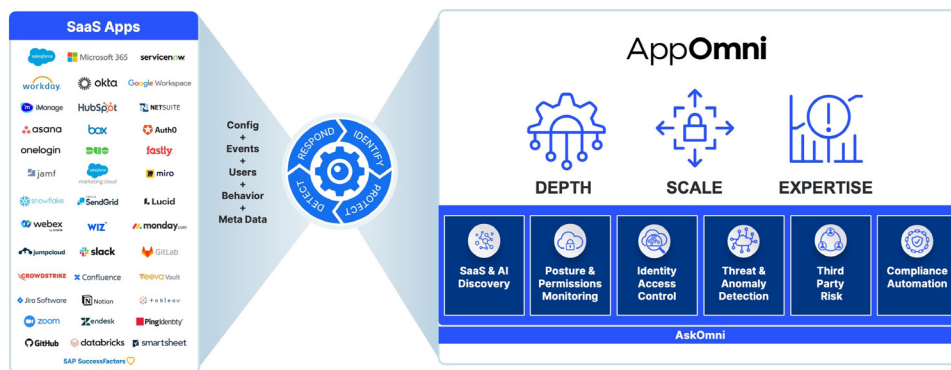 SaaS Apps
salesforce Microsoft 365 servicenow
workday. okta Google Workspace
iManage HubSpot NETSUITE
asana box Auth0
onelogin DUO fastly
jamf salesforce marketing cloud miro
snowflake SendGrid Lucid
webex WIZ monday.com
jumpcloud slack GitLab
CROWDSTRIKE Confluence Veeva Vault
Jira Software Notion +ableau
zoom zendesk PingIdentity
GitHub databricks smartsheet
SAP SuccessFactors
Config
+
Events
+
Users
+
Behavior
+
Meta Data
RESPOND IDENTIFY
DETECT PROTECT
AppOmni
DEPTH SCALE EXPERTISE
SaaS & AI
Discovery
Posture &
Permissions
Monitoring
Identity
Access
Control
Threat &
Anomaly
Detection
Third
Party
Risk
Compliance
Automation
AskOmni